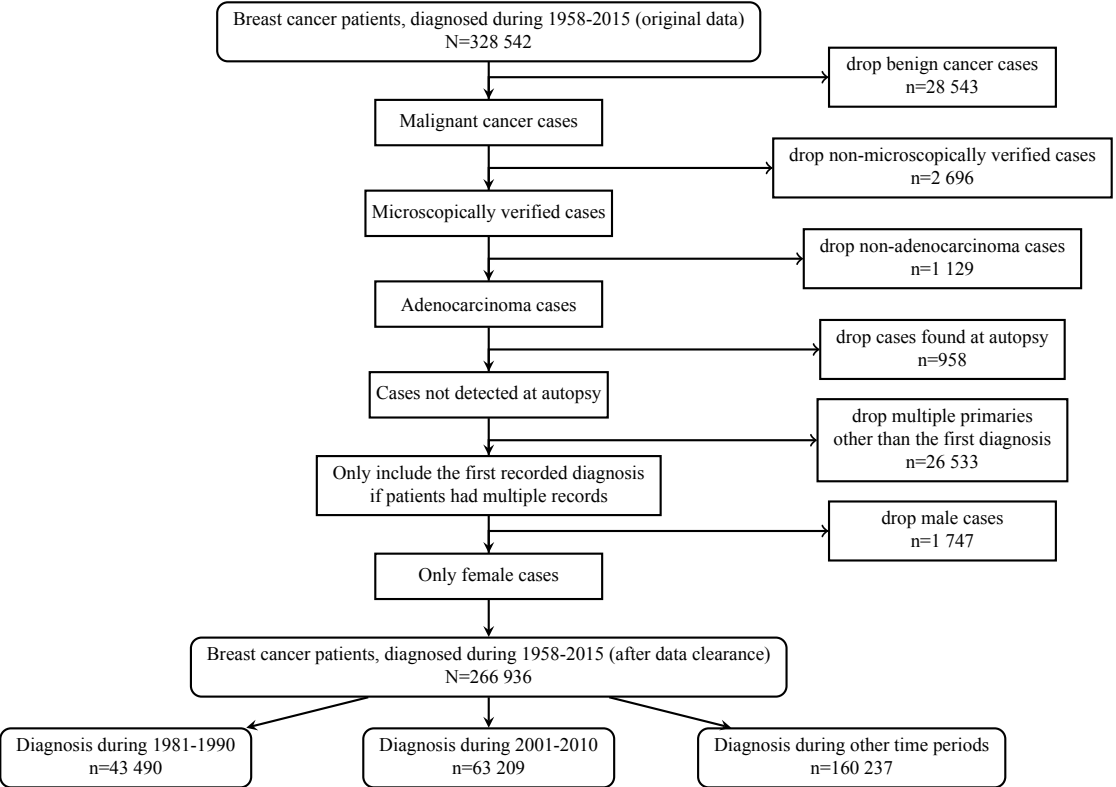 Breast cancer patients, diagnosed during 1958-2015 (original data)
N=328 542
drop benign cancer cases
n=28 543
Malignant cancer cases
drop non-microscopically verified cases
n=2 696
Microscopically verified cases
drop non-adenocarcinoma cases
n=1 129
Adenocarcinoma cases
drop cases found at autopsy
n=958
Cases not detected at autopsy
drop multiple primaries
other than the first diagnosis
n=26 533
Only include the first recorded diagnosis
if patients had multiple records
drop male cases
n=1 747
Only female cases
Breast cancer patients, diagnosed during 1958-2015 (after data clearance)
N=266 936
Diagnosis during 1981-1990
n=43 490
Diagnosis during 2001-2010
n=63 209
Diagnosis during other time periods
n=160 237